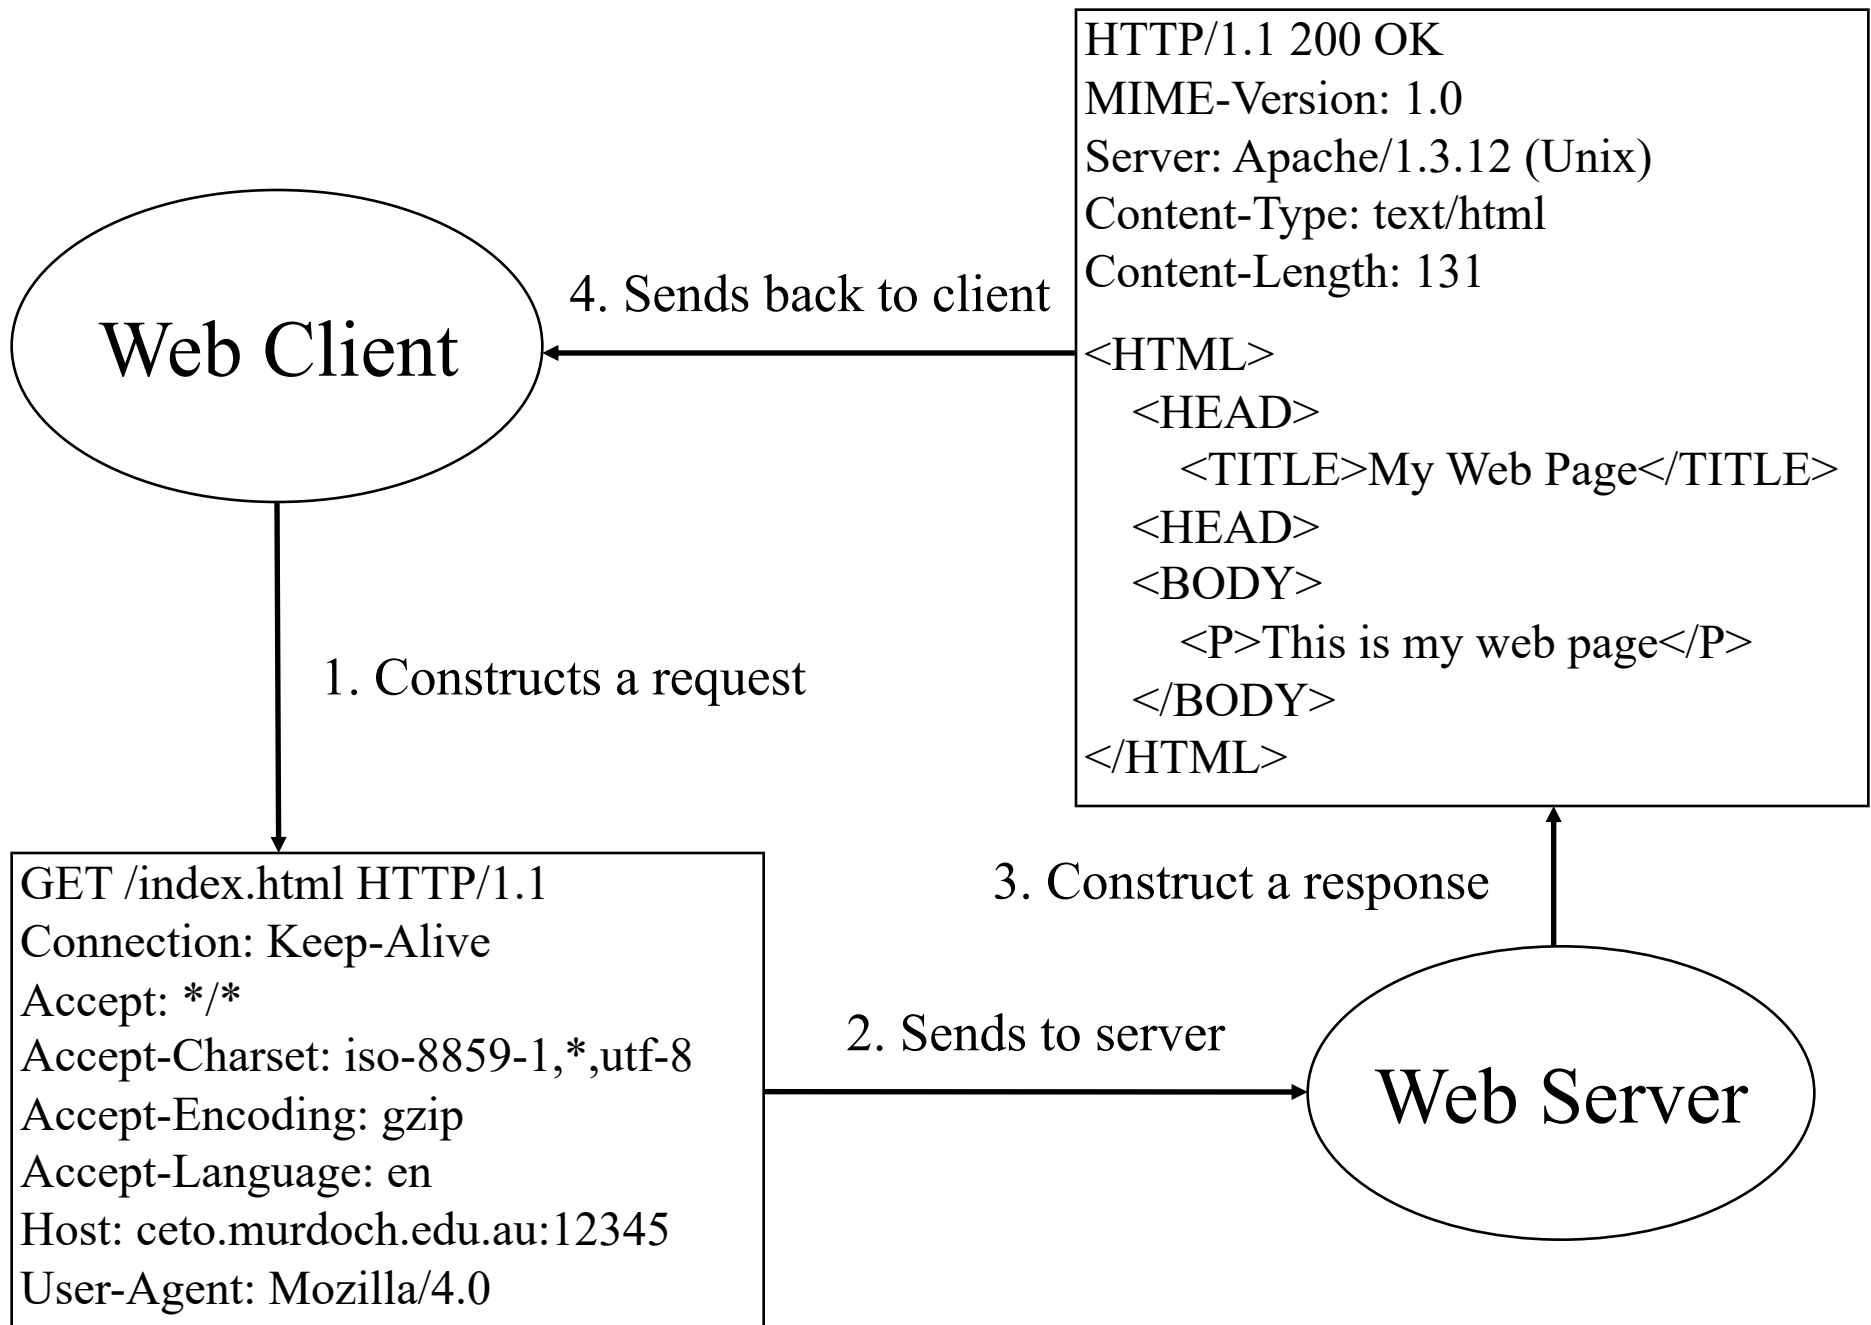 HTTP/1.1 200 OK
MIME-Version: 1.0
Server: Apache/1.3.12 (Unix)
Content-Type: text/html
Content-Length: 131
<HTML>
<HEAD>
<TITLE>My Web Page</TITLE>
<HEAD>
<BODY>
<P>This is my web page</P>
</BODY>
</HTML>
4. Sends back to client
Web Client
1. Constructs a request
GET /index.html HTTP/1.1
Connection: Keep-Alive
Accept: */*
Accept-Charset: iso-8859-1,*,utf-8
Accept-Encoding: gzip
Accept-Language: en
Host: ceto.murdoch.edu.au:12345
User-Agent: Mozilla/4.0
2. Sends to server
3. Construct a response
Web Server